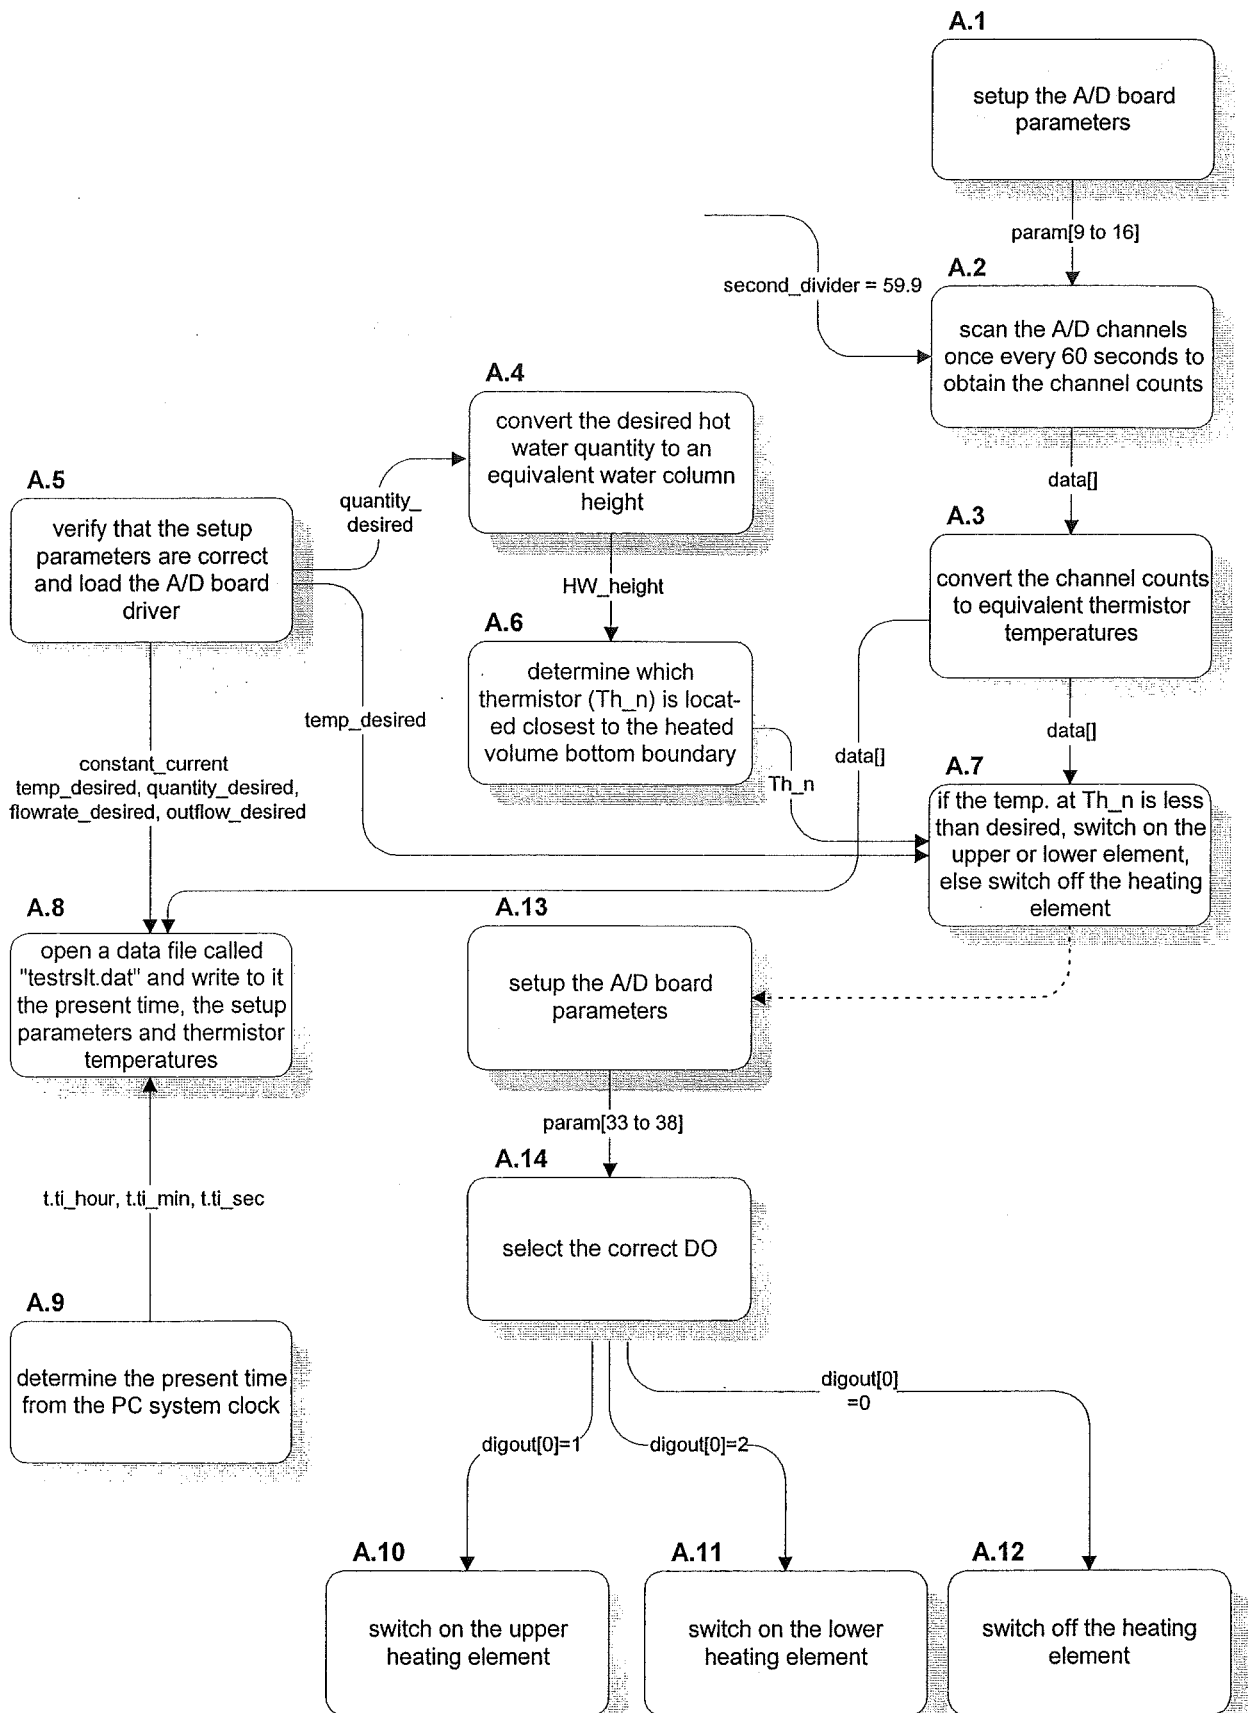 A.1
setup the A/D board
parameters
param[9 to 16]
second_divider = 59.9
A.2
scan the A/D channels
once every 60 seconds to
obtain the channel counts
data[]
A.4
convert the desired hot
water quantity to an
equivalent water column
height
A.5
verify that the setup
parameters are correct
and load the A/D board
driver
quantity_
desired
HW_height
A.3
convert the channel counts
to equivalent thermistor
temperatures
A.6
determine which
thermistor (Th_n) is locat-
ed closest to the heated
volume bottom boundary
temp_desired
constant_current
temp_desired, quantity_desired,
flowrate_desired, outflow_desired
Th_n
data[]
data[]
A.7
if the temp. at Th_n is less
than desired, switch on the
upper or lower element,
else switch off the heating
element
A.8
open a data file called
"testrslt.dat" and write to it
the present time, the setup
parameters and thermistor
temperatures
A.13
setup the A/D board
parameters
param[33 to 38]
A.14
select the correct DO
t.ti_hour, t.ti_min, t.ti_sec
A.9
determine the present time
from the PC system clock
digout[0]=1
digout[0]=2
digout[0]
=0
A.10
switch on the upper
heating element
A.11
switch on the lower
heating element
A.12
switch off the heating
element